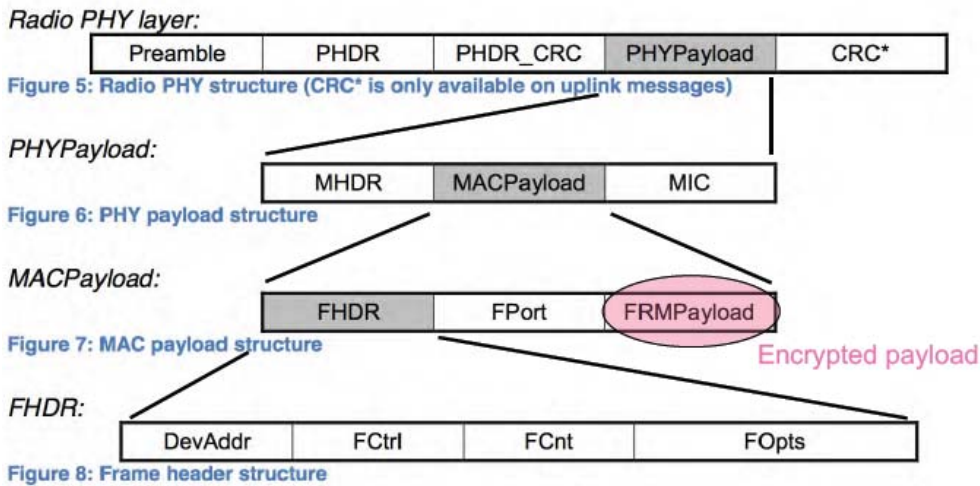 Radio PHY layer:
Preamble PHDR PHDR_CRC PHYPayload CRC*
Figure 5: Radio PHY structure (CRC* is only available on uplink messages)
PHYPayload:
MHDR MACPayload MIC
Figure 6: PHY payload structure
MACPayload:
FHDR FPort FRMPayload
Figure 7: MAC payload structure
Encrypted payload
FHDR:
DevAddr FCtrl FCnt FOpts
Figure 8: Frame header structure